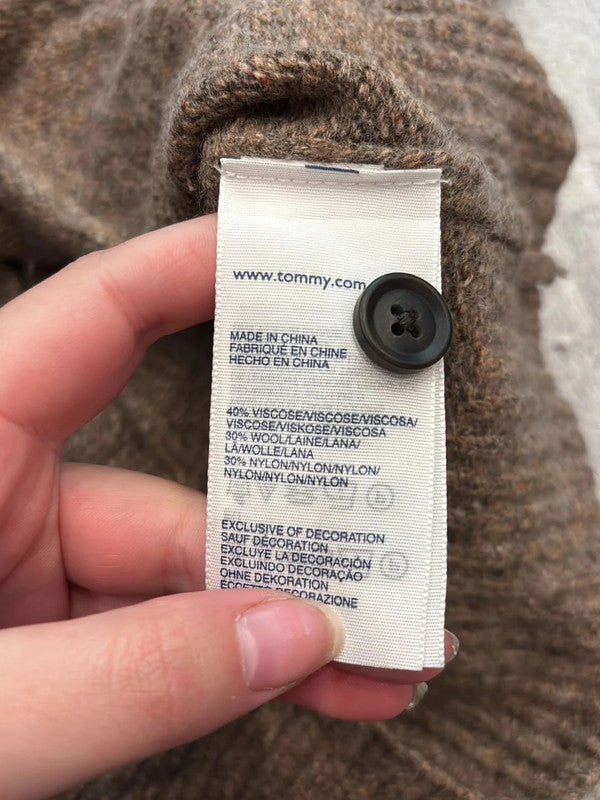 www.tommy.com
MADE IN CHINA
FABRIQUÉ EN CHINE
HECHO EN CHINA
40% VISCOSE/VISCOSE/VISCOSA/
VISCOSE/VISKOSE/VISCOSA
30% WOOL/LAINE/LANA/
LÃ/WOLLE/LANA
30% NYLON/NYLON/NYLON/
NYLON/NYLON/NYLON
EXCLUSIVE OF DECORATION
SAUF DÉCORATION
EXCLUYE LA DECORACIÓN
EXCLUINDO DECORAÇÃO
OHNE DEKORATION
ECCETTO DECORAZIONE